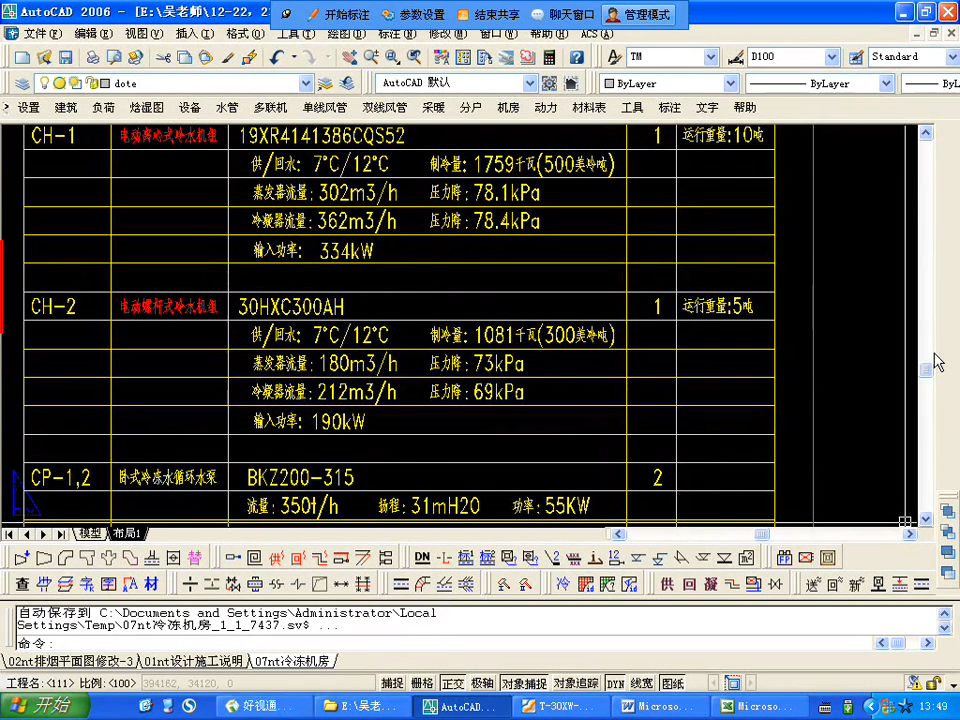 AutoCAD 2006 - [E:\吴老师\12-22, 2
开始标注 参数设置 结束共享 聊天窗口 管理模式
文件(F) 编辑(E) 视图(V) 插入(I) 格式(O) 工具(T) 绘图(D) 标注(N) 修改(M) 窗口(W) 帮助(H) ACS(A)
TM D100 Standard
dote AutoCAD 默认 ByLayer ByLayer ByLayer
设置 建筑 负荷 焓湿图 设备 水管 多联机 单线风管 双线风管 采暖 分户 机房 动力 材料表 工具 标注 文字 帮助
CH-1 电动离心式冷水机组 19XR4141386CQS52 1 运行重量:10吨
供/回水: 7°C/12°C 制冷量: 1759千瓦(500美冷吨)
蒸发器流量: 302m3/h 压力降: 78.1kPa
冷凝器流量: 362m3/h 压力降: 78.4kPa
输入功率: 334kW
CH-2 电动螺杆式冷水机组 30HXC300AH 1 运行重量:5吨
供/回水: 7°C/12°C 制冷量: 1081千瓦(300美冷吨)
蒸发器流量: 180m3/h 压力降: 73kPa
冷凝器流量: 212m3/h 压力降: 69kPa
输入功率: 190kW
CP-1,2 卧式冷冻水循环水泵 BKZ200-315 2
流量: 350t/h 扬程: 31mH2O 功率: 55KW
模型 布局1
自动保存到 C:\Documents and Settings\Administrator\Local
Settings\Temp\07nt冷冻机房_1_1_7437.sv$ ...
命令:
02nt排烟平面图修改-3 01nt设计施工说明 07nt冷冻机房
工程名: <111> 比例: <100> 394162, 34120, 0 捕捉 栅格 正交 极轴 对象捕捉 对象追踪 DYN 线宽 图纸
开始 好视通... E:\吴老... AutoCAD... T-30XW-... Microso... Microso... 13:49